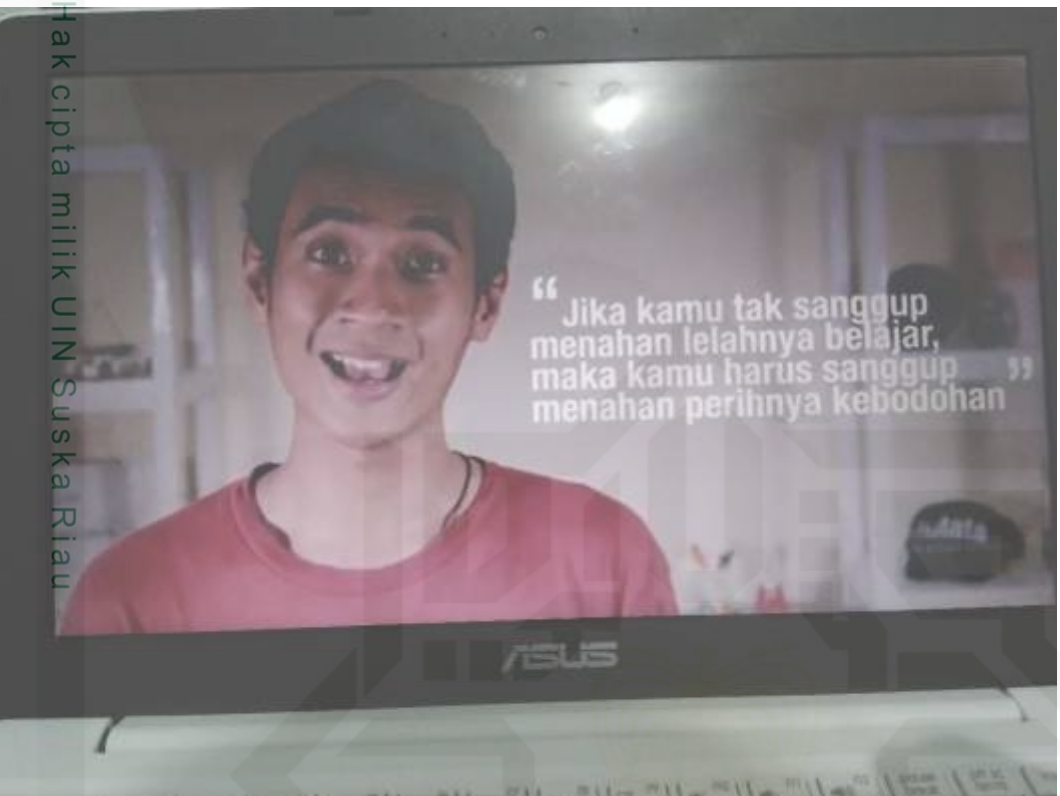 Hak cipta milik UIN Suska Riau
“ Jika kamu tak sanggup
menahan lelahnya belajar,
maka kamu harus sanggup ”
menahan perihnya kebodohan
ASUS